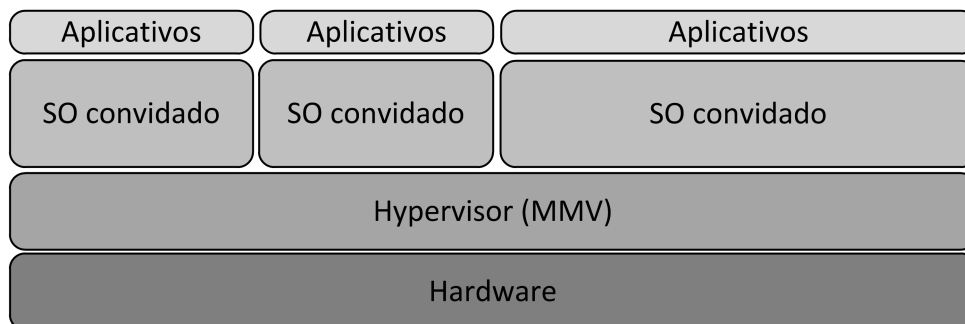 Aplicativos
Aplicativos
Aplicativos
SO convidado
SO convidado
SO convidado
Hypervisor (MMV)
Hardware